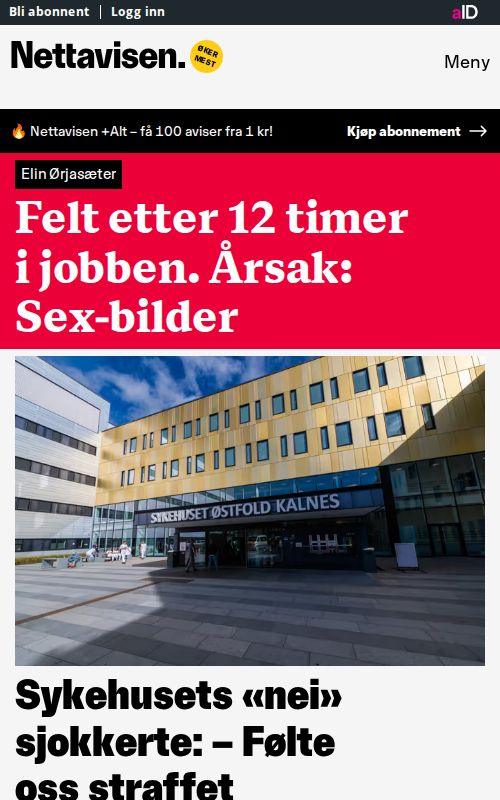 Bli abonnent | Logg inn
aID
Nettavisen.
ØKER
MEST
Meny
🔥 Nettavisen +Alt – få 100 aviser fra 1 kr!
Kjøp abonnement →
Elin Ørjasæter
Felt etter 12 timer
i jobben. Årsak:
Sex-bilder
SYKEHUSET ØSTFOLD KALNES
Sykehusets «nei»
sjokkerte: – Følte
oss straffet